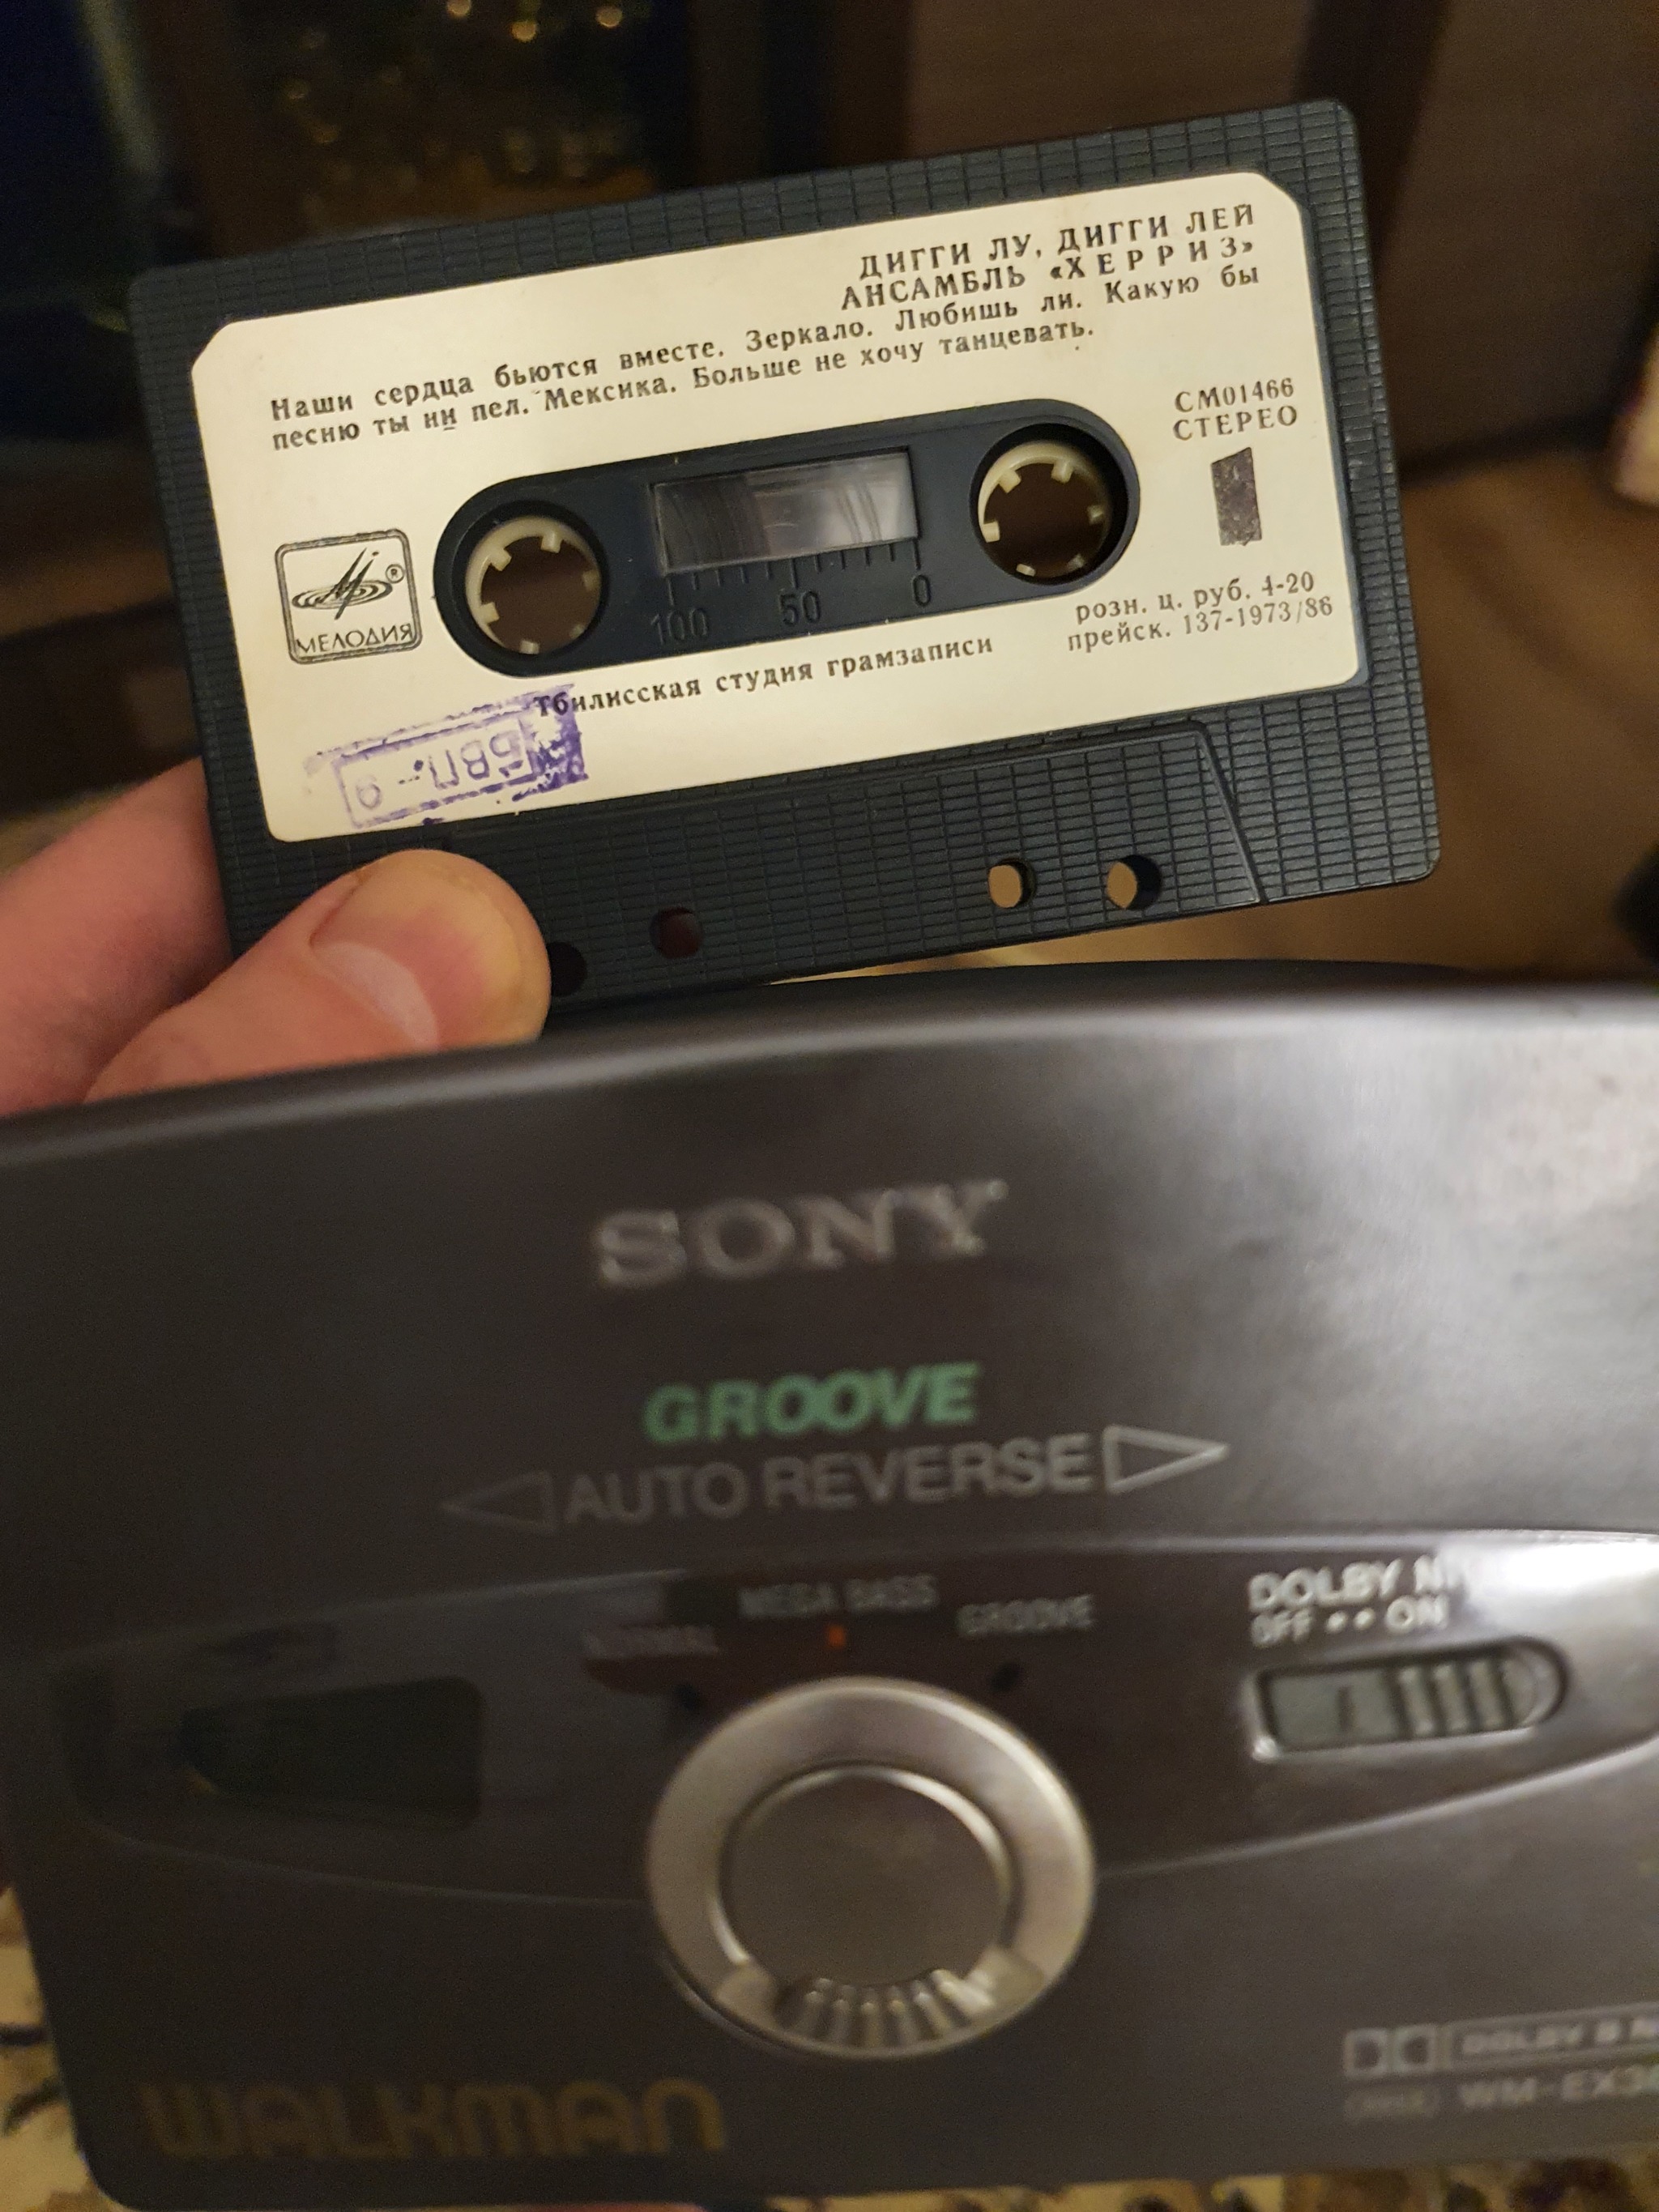 ДИГГИ ЛУ, ДИГГИ ЛЕЙ
АНСАМБЛЬ «ХЕРРИЗ»
Наши сердца бьются вместе. Зеркало. Любишь ли. Какую бы
песню ты ни пел. Мексика. Больше не хочу танцевать.
СМ01466
СТЕРЕО
®
МЕЛОДИЯ
100 50 0
розн. ц. руб. 4-20
прейск. 137-1973/86
Тбилисская студия грамзаписи
SONY
GROOVE
AUTO REVERSE
NORMAL MEGA BASS GROOVE
DOLBY
OFF •• ON
DOLBY B
WALKMAN